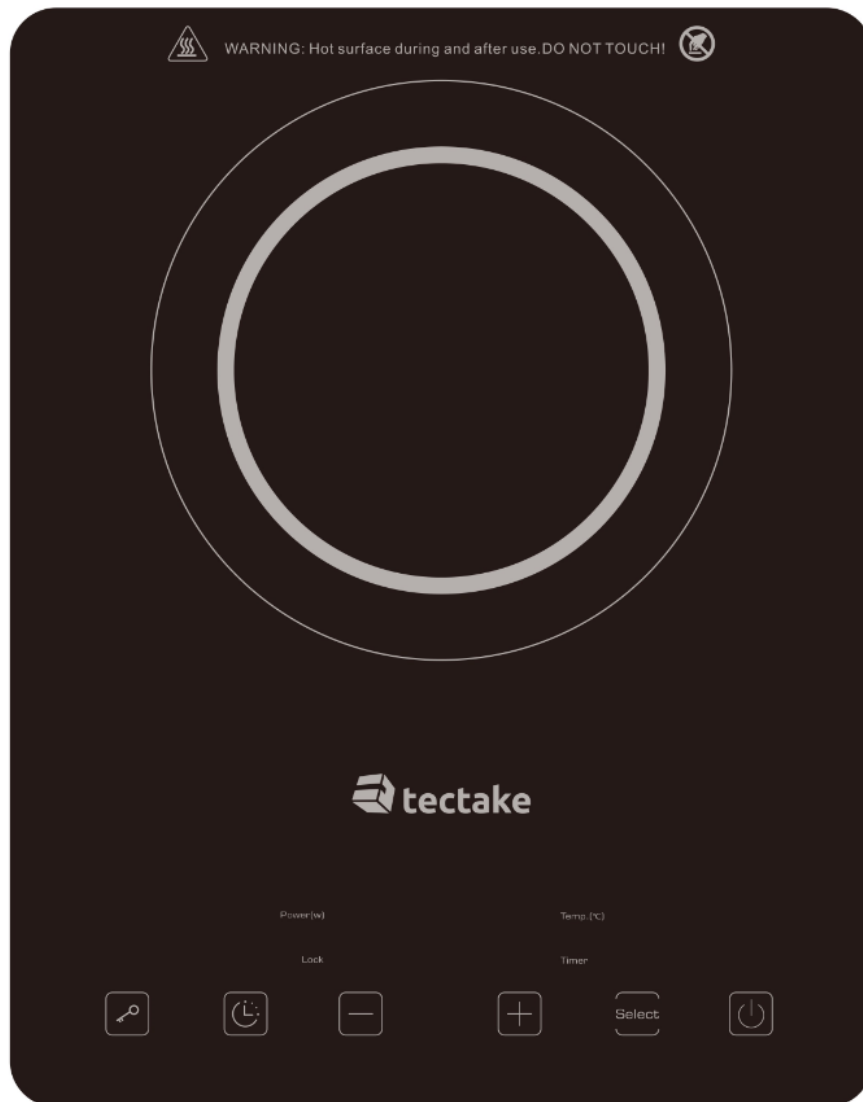 WARNING: Hot surface during and after use.DO NOT TOUCH!
tectake
Power(w) Temp.(℃)
Lock Timer
Select